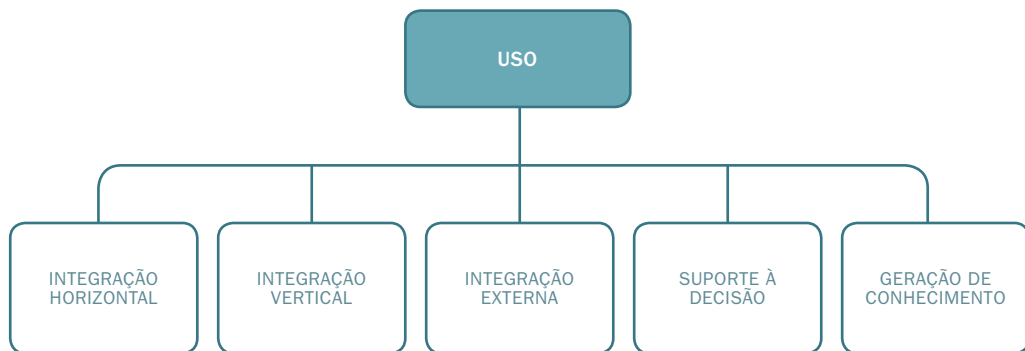 USO
INTEGRAÇÃO
HORIZONTAL
INTEGRAÇÃO
VERTICAL
INTEGRAÇÃO
EXTERNA
SUPORTE À
DECISÃO
GERAÇÃO DE
CONHECIMENTO